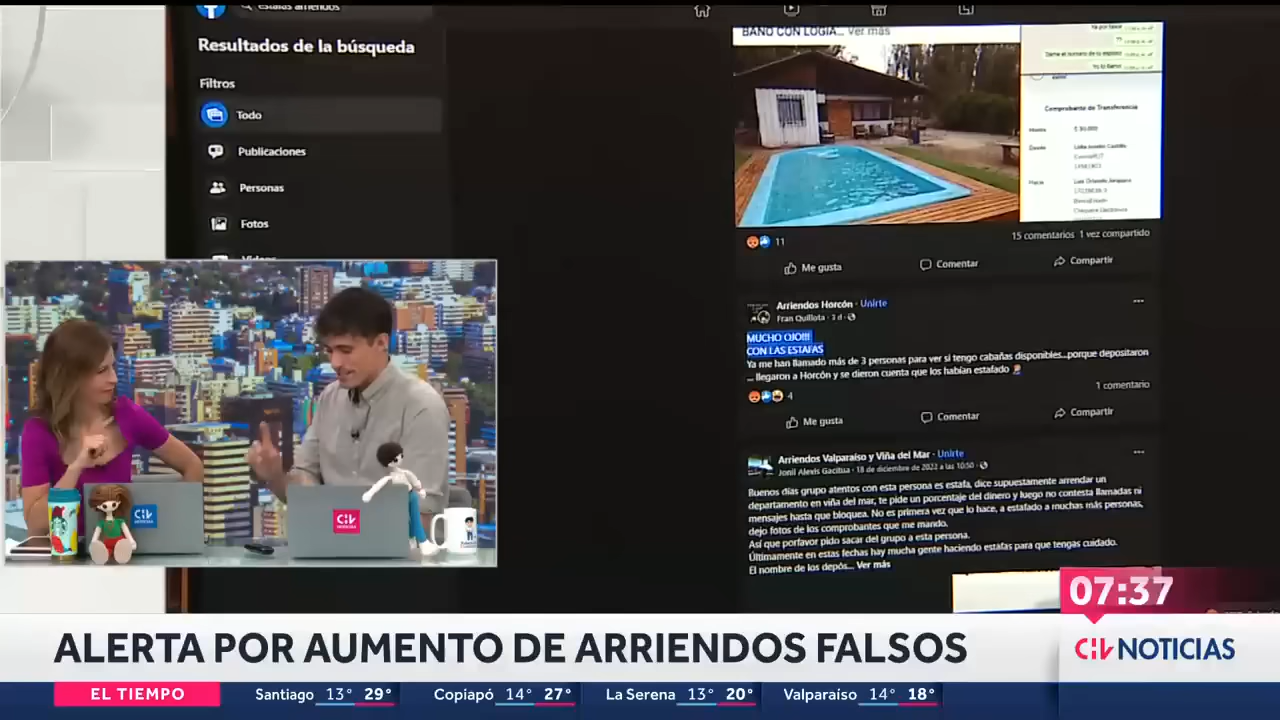 estafas arriendos
Resultados de la búsqueda
Filtros
Todo
Publicaciones
Personas
Fotos
Videos
BAÑO CON LOGIA... Ver más
Comprobante de Transferencia
11
15 comentarios 1 vez compartido
Me gusta
Comentar
Compartir
Arriendos Horcón · Unirte
Fran Quillota · 3 d ·
MUCHO OJO!!!
CON LAS ESTAFAS
Ya me han llamado más de 3 personas para ver si tengo cabañas disponibles...porque depositaron
... llegaron a Horcón y se dieron cuenta que los habían estafado
4
1 comentario
Me gusta
Comentar
Compartir
Arriendos Valparaíso y Viña del Mar · Unirte
Jonil Alexis Gacitua · 18 de diciembre de 2022 a las 10:50 ·
Buenos días grupo atentos con esta persona es estafa, dice supuestamente arrendar un
departamento en viña del mar, te pide un porcentaje del dinero y luego no contesta llamadas ni
mensajes hasta que bloquea. No es primera vez que lo hace, a estafado a muchas más personas,
dejo fotos de los comprobantes que me mando.
Así que porfavor pido sacar del grupo a esta persona.
Últimamente en estas fechas hay mucha gente haciendo estafas para que tengas cuidado.
El nombre de los depós... Ver más
CHV
NOTICIAS
CHV
NOTICIAS
07:37
ALERTA POR AUMENTO DE ARRIENDOS FALSOS
CHV NOTICIAS
EL TIEMPO
Santiago 13° 29°
Copiapó 14° 27°
La Serena 13° 20°
Valparaíso 14° 18°